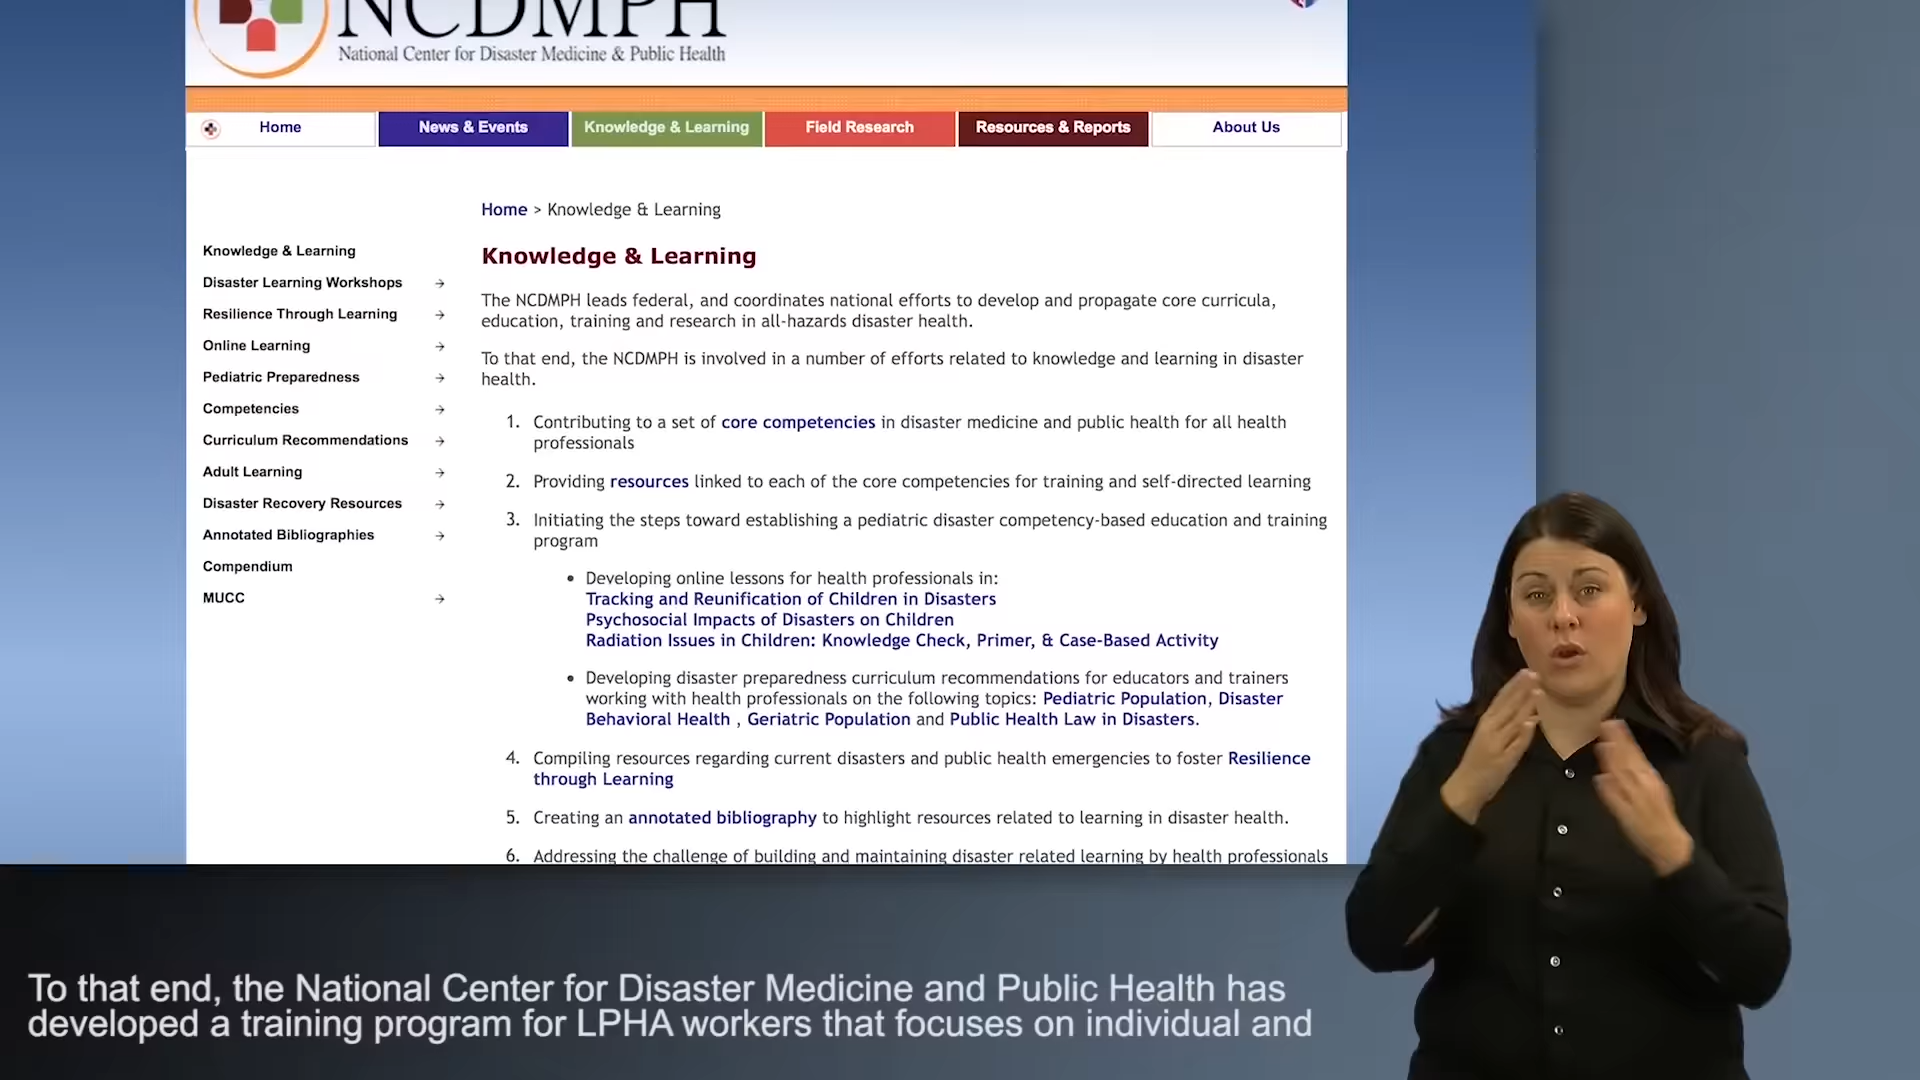 NCDMPH
National Center for Disaster Medicine & Public Health
Home
News & Events
Knowledge & Learning
Field Research
Resources & Reports
About Us
Home > Knowledge & Learning
Knowledge & Learning
Disaster Learning Workshops
Resilience Through Learning
Online Learning
Pediatric Preparedness
Competencies
Curriculum Recommendations
Adult Learning
Disaster Recovery Resources
Annotated Bibliographies
Compendium
MUCC
Knowledge & Learning
The NCDMPH leads federal, and coordinates national efforts to develop and propagate core curricula,
education, training and research in all-hazards disaster health.
To that end, the NCDMPH is involved in a number of efforts related to knowledge and learning in disaster
health.
1. Contributing to a set of core competencies in disaster medicine and public health for all health
professionals
2. Providing resources linked to each of the core competencies for training and self-directed learning
3. Initiating the steps toward establishing a pediatric disaster competency-based education and training
program
• Developing online lessons for health professionals in:
Tracking and Reunification of Children in Disasters
Psychosocial Impacts of Disasters on Children
Radiation Issues in Children: Knowledge Check, Primer, & Case-Based Activity
• Developing disaster preparedness curriculum recommendations for educators and trainers
working with health professionals on the following topics: Pediatric Population, Disaster
Behavioral Health , Geriatric Population and Public Health Law in Disasters.
4. Compiling resources regarding current disasters and public health emergencies to foster Resilience
through Learning
5. Creating an annotated bibliography to highlight resources related to learning in disaster health.
6. Addressing the challenge of building and maintaining disaster related learning by health professionals
To that end, the National Center for Disaster Medicine and Public Health has
developed a training program for LPHA workers that focuses on individual and